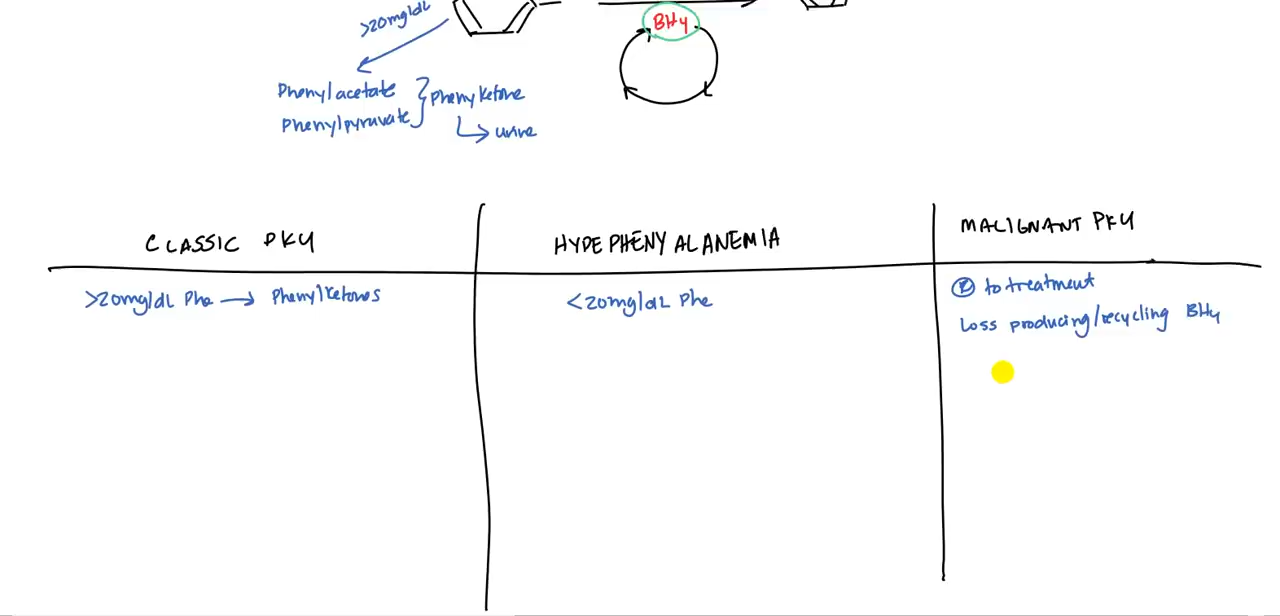 >20mg/dL
BH4
Phenylacetate
Phenylpyruvate
Phenylketone
urine
CLASSIC PKU
HYPEPHENYALANEMIA
MALIGNANT PKU
>20mg/dL Phe → Phenylketones
<20mg/dL Phe
Ⓡ to treatment
Loss producing/recycling BH4